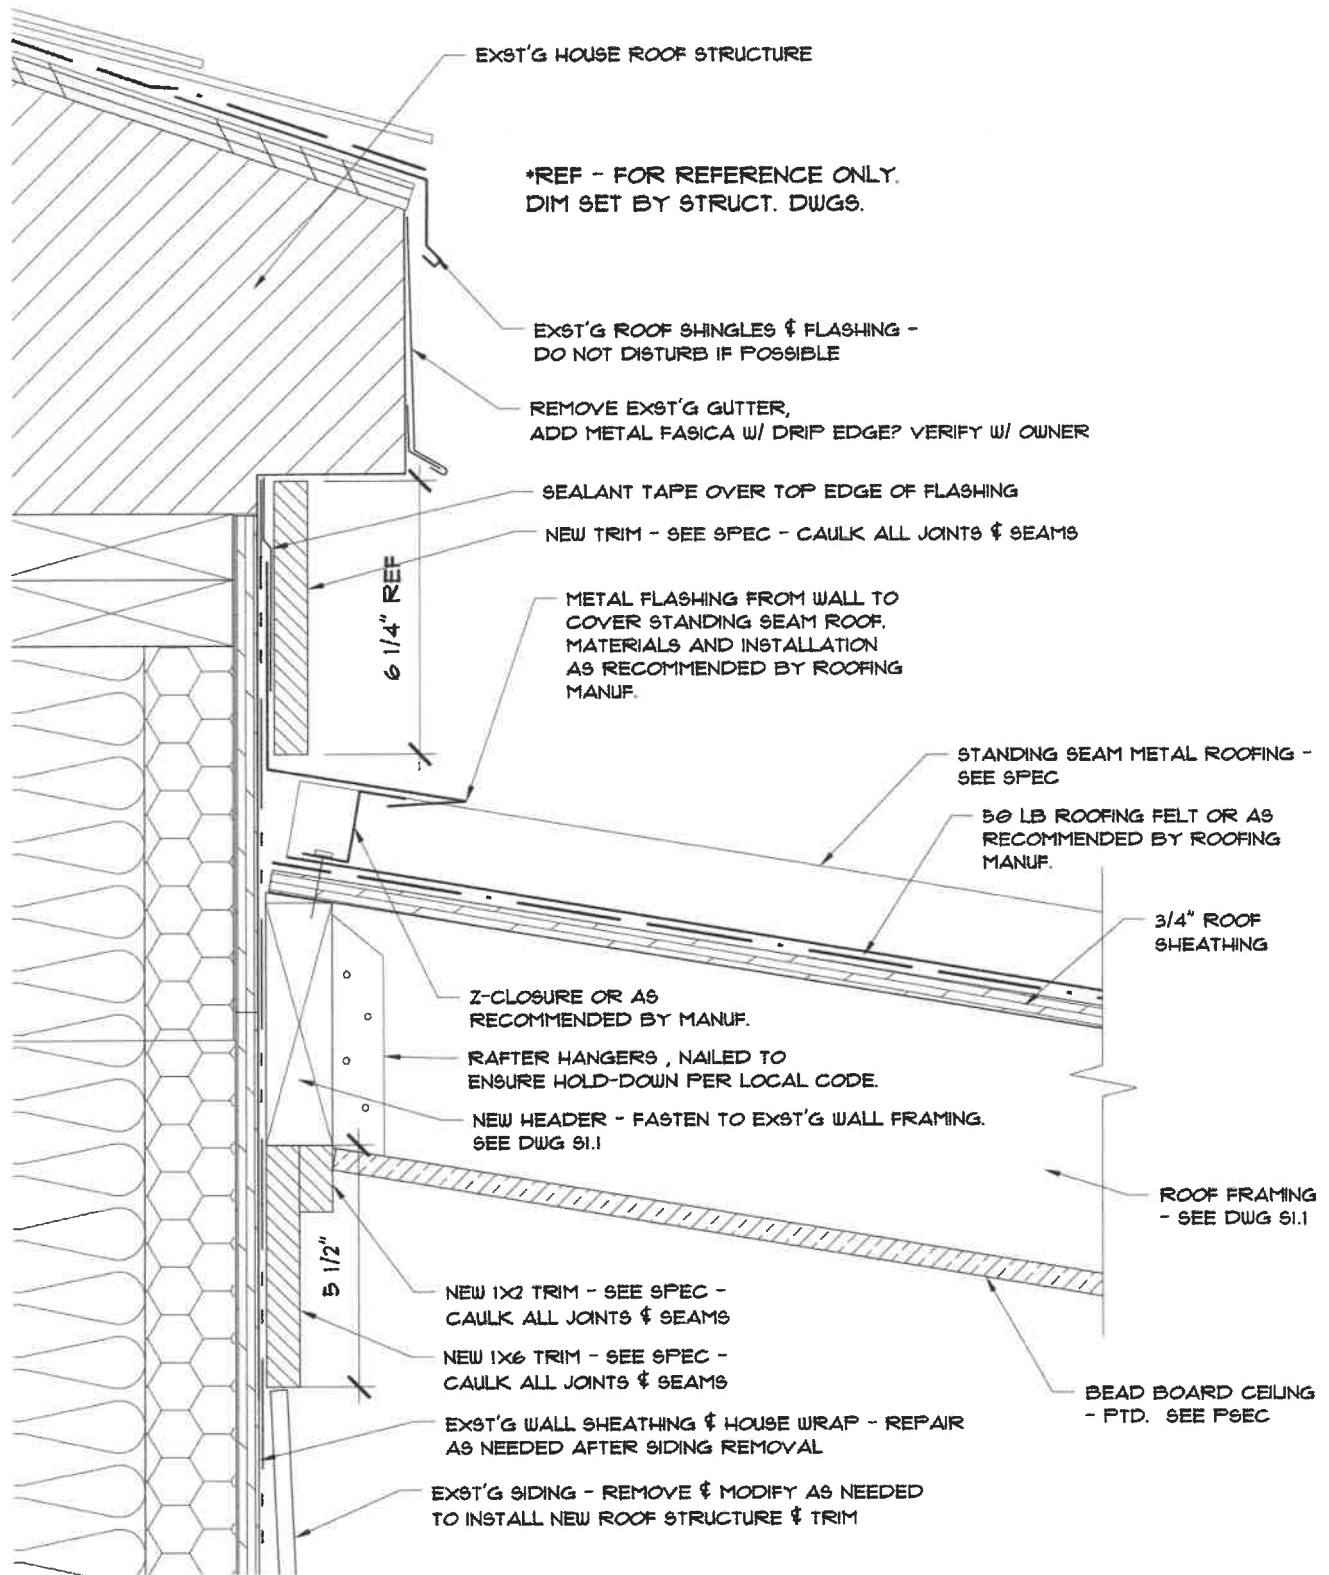 EXST'G HOUSE ROOF STRUCTURE
*REF - FOR REFERENCE ONLY.
DIM SET BY STRUCT. DWGS.
EXST'G ROOF SHINGLES & FLASHING -
DO NOT DISTURB IF POSSIBLE
REMOVE EXST'G GUTTER,
ADD METAL FASICA W/ DRIP EDGE? VERIFY W/ OWNER
SEALANT TAPE OVER TOP EDGE OF FLASHING
NEW TRIM - SEE SPEC - CAULK ALL JOINTS & SEAMS
6 1/4" REF
METAL FLASHING FROM WALL TO
COVER STANDING SEAM ROOF.
MATERIALS AND INSTALLATION
AS RECOMMENDED BY ROOFING
MANUF.
STANDING SEAM METAL ROOFING -
SEE SPEC
50 LB ROOFING FELT OR AS
RECOMMENDED BY ROOFING
MANUF.
3/4" ROOF
SHEATHING
Z-CLOSURE OR AS
RECOMMENDED BY MANUF.
RAFTER HANGERS , NAILED TO
ENSURE HOLD-DOWN PER LOCAL CODE.
NEW HEADER - FASTEN TO EXST'G WALL FRAMING.
SEE DWG S1.1
ROOF FRAMING
- SEE DWG S1.1
5 1/2"
NEW 1X2 TRIM - SEE SPEC -
CAULK ALL JOINTS & SEAMS
NEW 1X6 TRIM - SEE SPEC -
CAULK ALL JOINTS & SEAMS
BEAD BOARD CEILING
- PTD. SEE PSEC
EXST'G WALL SHEATHING & HOUSE WRAP - REPAIR
AS NEEDED AFTER SIDING REMOVAL
EXST'G SIDING - REMOVE & MODIFY AS NEEDED
TO INSTALL NEW ROOF STRUCTURE & TRIM